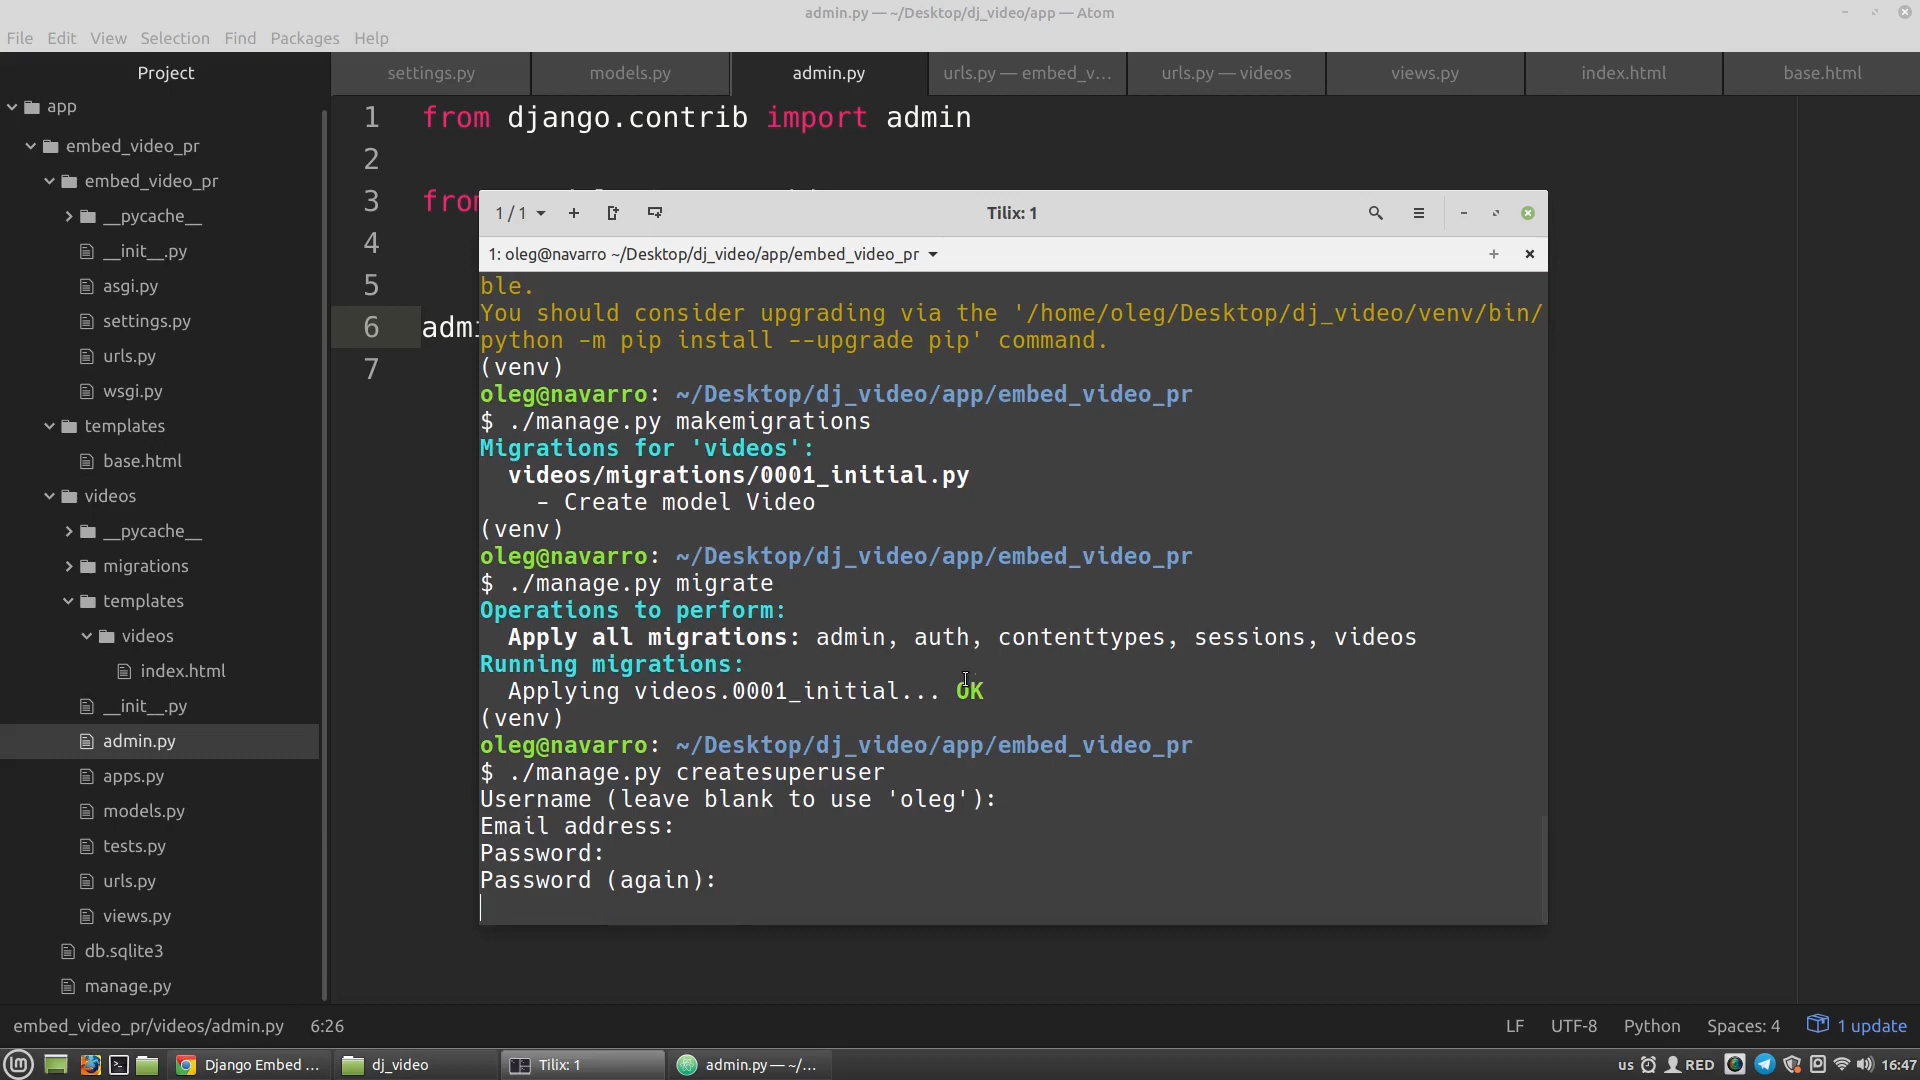 admin.py — ~/Desktop/dj_video/app — Atom
File Edit View Selection Find Packages Help
Project
settings.py
models.py
admin.py
urls.py — embed_v...
urls.py — videos
views.py
index.html
base.html
app
embed_video_pr
embed_video_pr
__pycache__
__init__.py
asgi.py
settings.py
urls.py
wsgi.py
templates
base.html
videos
__pycache__
migrations
templates
videos
index.html
__init__.py
admin.py
apps.py
models.py
tests.py
urls.py
views.py
db.sqlite3
manage.py
1 from django.contrib import admin
2
3
4
5
6
7
1 / 1
Tilix: 1
1: oleg@navarro ~/Desktop/dj_video/app/embed_video_pr
ble.
You should consider upgrading via the '/home/oleg/Desktop/dj_video/venv/bin/
python -m pip install --upgrade pip' command.
(venv)
oleg@navarro: ~/Desktop/dj_video/app/embed_video_pr
$ ./manage.py makemigrations
Migrations for 'videos':
videos/migrations/0001_initial.py
- Create model Video
(venv)
oleg@navarro: ~/Desktop/dj_video/app/embed_video_pr
$ ./manage.py migrate
Operations to perform:
Apply all migrations: admin, auth, contenttypes, sessions, videos
Running migrations:
Applying videos.0001_initial... OK
(venv)
oleg@navarro: ~/Desktop/dj_video/app/embed_video_pr
$ ./manage.py createsuperuser
Username (leave blank to use 'oleg'):
Email address:
Password:
Password (again):
embed_video_pr/videos/admin.py 6:26
LF UTF-8 Python Spaces: 4 1 update
Django Embed ...
dj_video
Tilix: 1
admin.py — ~/...
us RED 16:47